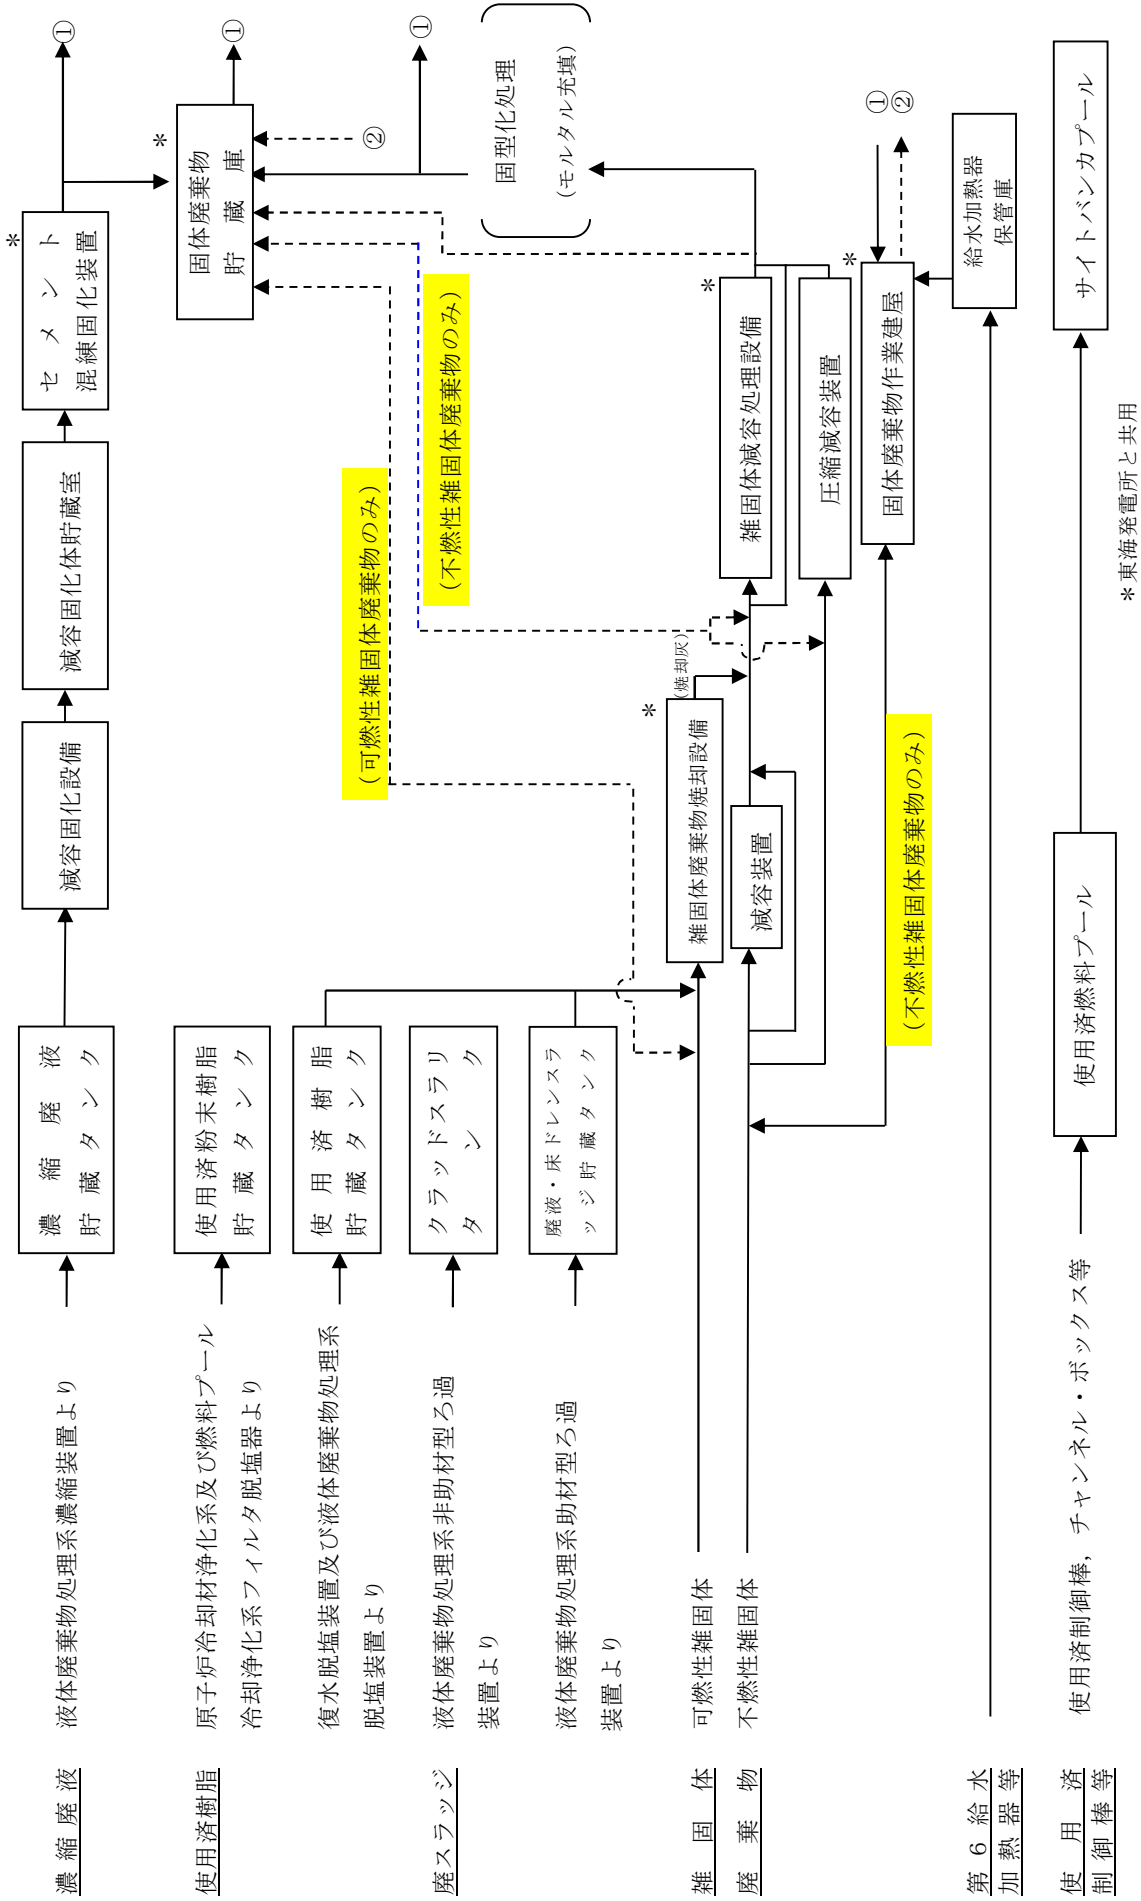 濃縮廃液
液体廃棄物処理系濃縮装置より
濃縮廃液
貯蔵タンク
減容固化設備
減容固化体貯蔵室
＊
セメント
混練固化装置
①
使用済樹脂
原子炉冷却材浄化系及び燃料プール
冷却浄化系フィルタ脱塩器より
使用済粉末樹脂
貯蔵タンク
＊
固体廃棄物
貯蔵庫
①
復水脱塩装置及び液体廃棄物処理系
脱塩装置より
使用済樹脂
貯蔵タンク
(可燃性雑固体廃棄物のみ)
②
①
廃スラッジ
液体廃棄物処理系非助材型ろ過
装置より
クラッドスラリ
タンク
(不燃性雑固体廃棄物のみ)
固型化処理
(モルタル充填)
液体廃棄物処理系助材型ろ過
装置より
廃液・床ドレンスラ
ッジ貯蔵タンク
雑固体
廃棄物
可燃性雑固体
不燃性雑固体
＊
雑固体廃棄物焼却設備
(焼却灰)
減容装置
＊
雑固体減容処理設備
圧縮減容装置
＊
固体廃棄物作業建屋
①
②
(不燃性雑固体廃棄物のみ)
第６給水
加熱器等
給水加熱器
保管庫
使用済
制御棒等
使用済制御棒，チャンネル・ボックス等
使用済燃料プール
サイトバンカプール
＊東海発電所と共用